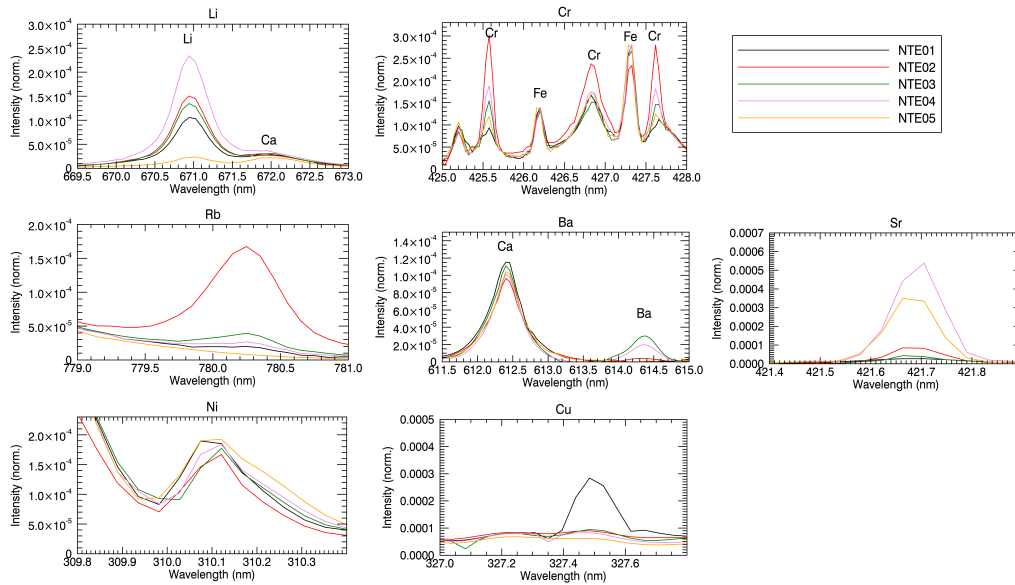 Li
Intensity (norm.)
3.0×10⁻⁴
2.5×10⁻⁴
2.0×10⁻⁴
1.5×10⁻⁴
1.0×10⁻⁴
5.0×10⁻⁵
0
Li
Ca
669.5 670.0 670.5 671.0 671.5 672.0 672.5 673.0
Wavelength (nm)
Cr
Intensity (norm.)
3.0×10⁻⁴
2.5×10⁻⁴
2.0×10⁻⁴
1.5×10⁻⁴
1.0×10⁻⁴
5.0×10⁻⁵
0
Cr
Fe
Cr
Fe
Cr
425.0 425.5 426.0 426.5 427.0 427.5 428.0
Wavelength (nm)
NTE01
NTE02
NTE03
NTE04
NTE05
Rb
Intensity (norm.)
2.0×10⁻⁴
1.5×10⁻⁴
1.0×10⁻⁴
5.0×10⁻⁵
0
779.0 779.5 780.0 780.5 781.0
Wavelength (nm)
Ba
Intensity (norm.)
1.4×10⁻⁴
1.2×10⁻⁴
1.0×10⁻⁴
8.0×10⁻⁵
6.0×10⁻⁵
4.0×10⁻⁵
2.0×10⁻⁵
0
Ca
Ba
611.5 612.0 612.5 613.0 613.5 614.0 614.5 615.0
Wavelength (nm)
Sr
Intensity (norm.)
0.0007
0.0006
0.0005
0.0004
0.0003
0.0002
0.0001
0.0000
421.4 421.5 421.6 421.7 421.8
Wavelength (nm)
Ni
Intensity (norm.)
2.0×10⁻⁴
1.5×10⁻⁴
1.0×10⁻⁴
5.0×10⁻⁵
0
309.8 309.9 310.0 310.1 310.2 310.3
Wavelength (nm)
Cu
Intensity (norm.)
0.0005
0.0004
0.0003
0.0002
0.0001
0.0000
327.0 327.2 327.4 327.6
Wavelength (nm)